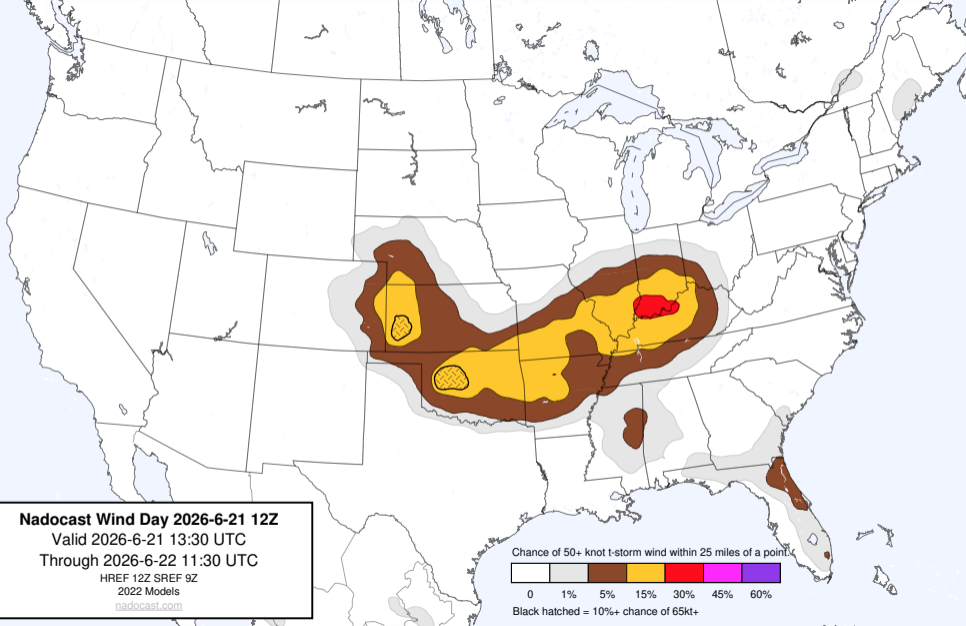 Nadocast Wind Day 2026-6-21 12Z
Valid 2026-6-21 13:30 UTC
Through 2026-6-22 11:30 UTC
HREF 12Z SREF 9Z
2022 Models
nadocast.com
Chance of 50+ knot t-storm wind within 25 miles of a point.
0 1% 5% 15% 30% 45% 60%
Black hatched = 10%+ chance of 65kt+